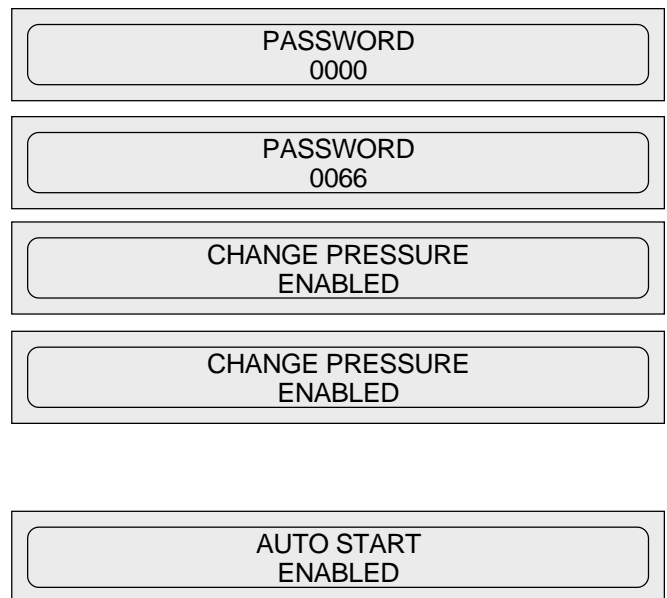 PASSWORD
0000
PASSWORD
0066
CHANGE PRESSURE
ENABLED
CHANGE PRESSURE
ENABLED
AUTO START
ENABLED